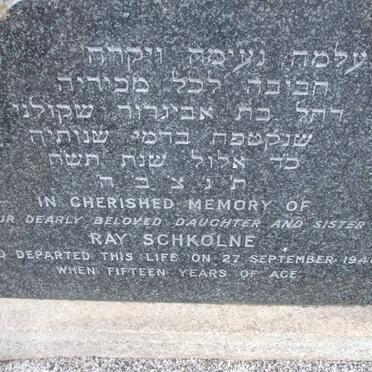 עלמה נעימה ויקרה
חביבה לכל מכיריה
רחל בת אביגדור שקולני
שנקטפה בדמי שנותיה
כד אלול שנת תשח
ת נ צ ב ה
IN CHERISHED MEMORY OF
UR DEARLY BELOVED DAUGHTER AND SISTER
RAY SCHKOLNE
O DEPARTED THIS LIFE ON 27 SEPTEMBER 194
WHEN FIFTEEN YEARS OF AGE.